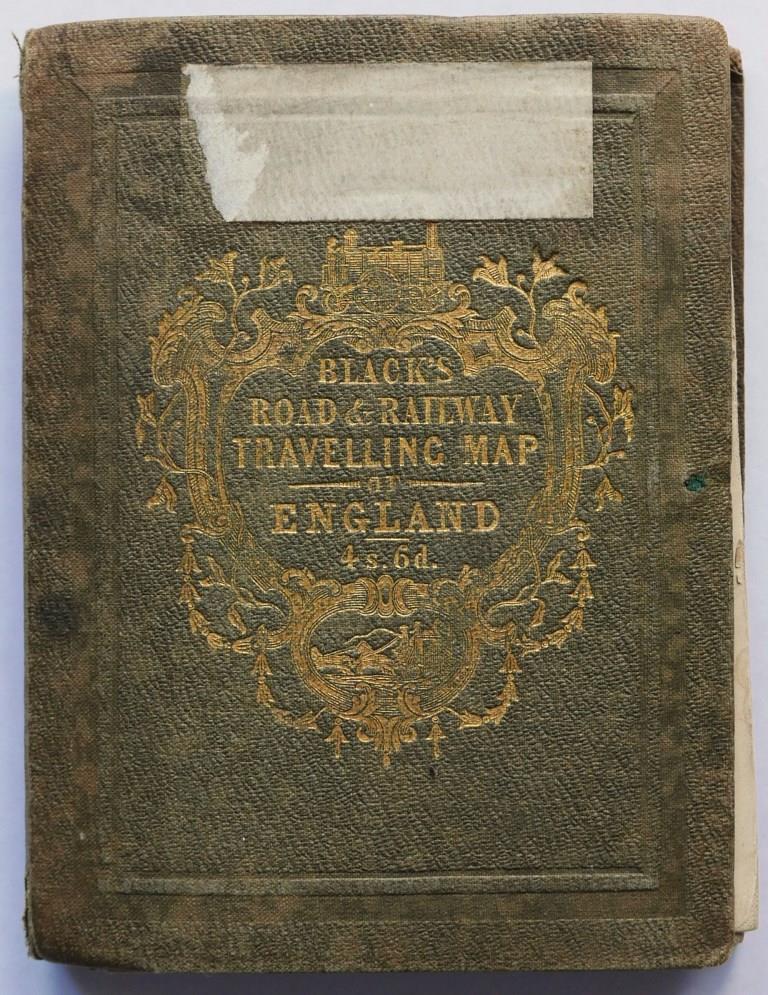 BLACK'S
ROAD & RAILWAY
TRAVELLING MAP
OF
ENGLAND
4s. 6d.